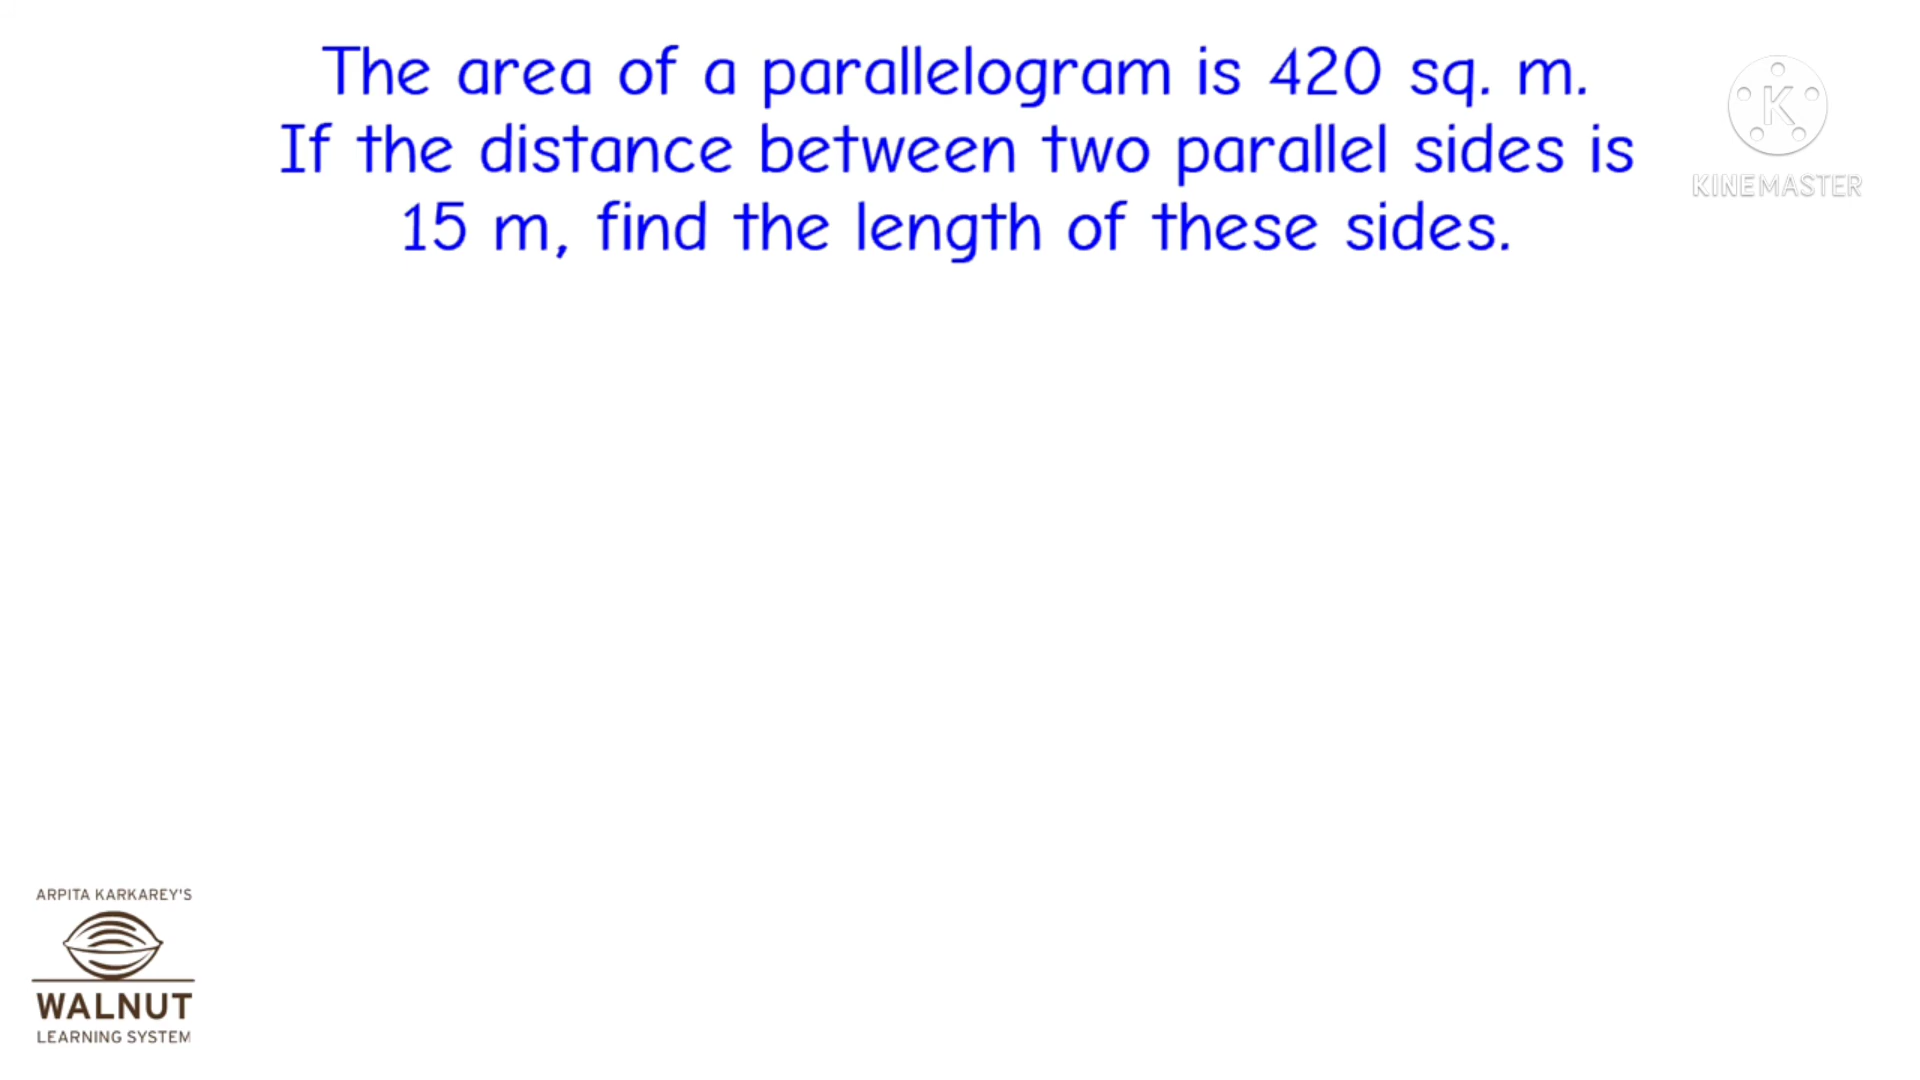 The area of a parallelogram is 420 sq. m.
If the distance between two parallel sides is
15 m, find the length of these sides.
K
KINEMASTER
ARPITA KARKAREY'S
WALNUT
LEARNING SYSTEM